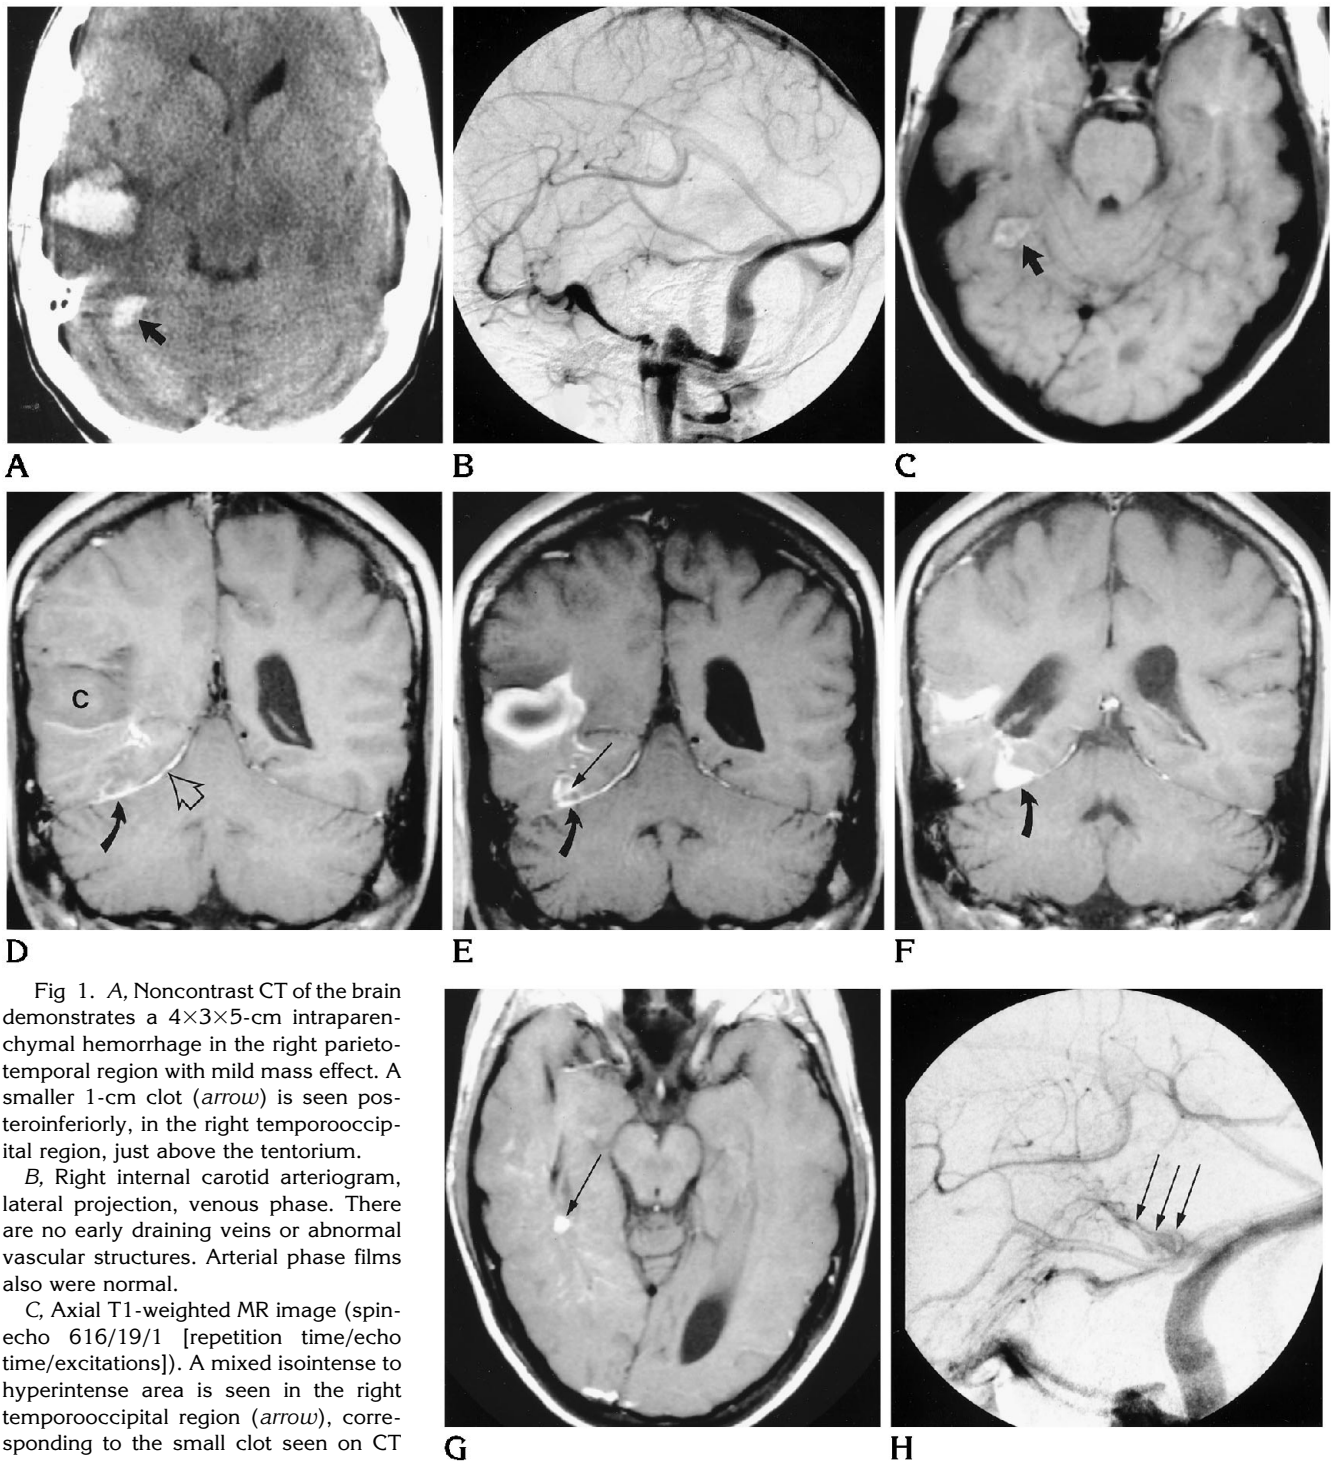 A
B
C
C
D
E
F
Fig 1. A, Noncontrast CT of the brain
demonstrates a 4×3×5-cm intraparen-
chymal hemorrhage in the right parieto-
temporal region with mild mass effect. A
smaller 1-cm clot (arrow) is seen pos-
teroinferiorly, in the right temporooccip-
ital region, just above the tentorium.
B, Right internal carotid arteriogram,
lateral projection, venous phase. There
are no early draining veins or abnormal
vascular structures. Arterial phase films
also were normal.
C, Axial T1-weighted MR image (spin-
echo 616/19/1 [repetition time/echo
time/excitations]). A mixed isointense to
hyperintense area is seen in the right
temporooccipital region (arrow), corre-
sponding to the small clot seen on CT
G
H